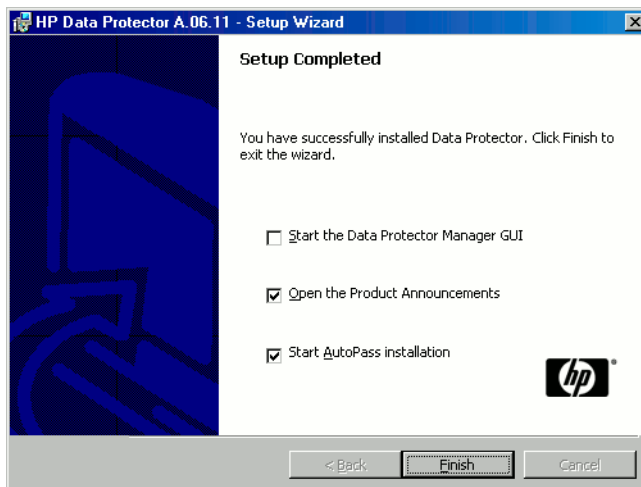 HP Data Protector A.06.11 - Setup Wizard
Setup Completed
You have successfully installed Data Protector. Click Finish to
exit the wizard.
Start the Data Protector Manager GUI
Open the Product Announcements
Start AutoPass installation
hp
< Back
Finish
Cancel